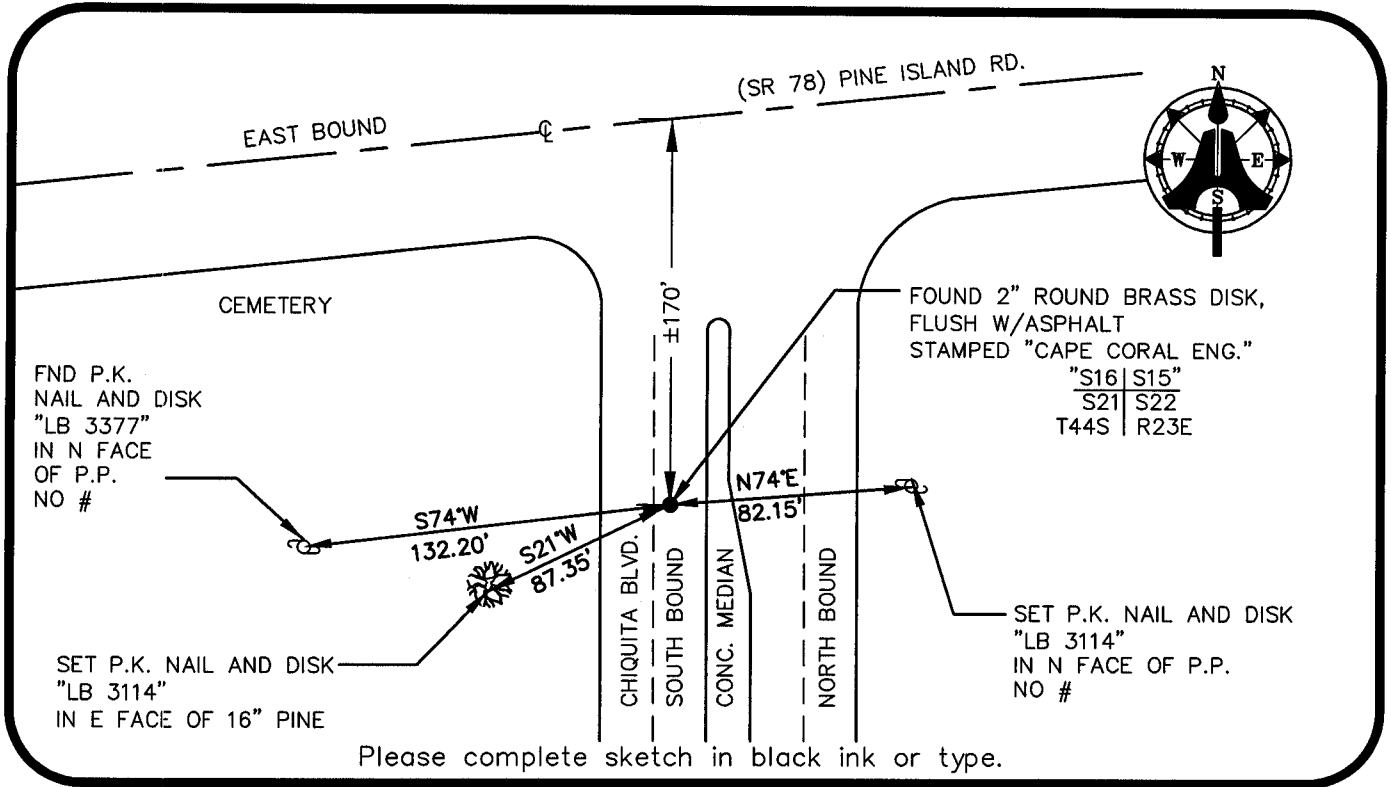 (SR 78) PINE ISLAND RD.
EAST BOUND
℄
N
W
E
S
CEMETERY
±170'
FOUND 2" ROUND BRASS DISK,
FLUSH W/ASPHALT
STAMPED "CAPE CORAL ENG."
"S16 | S15"
S21 | S22
T44S | R23E
FND P.K.
NAIL AND DISK
"LB 3377"
IN N FACE
OF P.P.
NO #
S74°W
132.20'
S21°W
87.35'
N74°E
82.15'
CHIQUITA BLVD.
SOUTH BOUND
CONC. MEDIAN
NORTH BOUND
SET P.K. NAIL AND DISK
"LB 3114"
IN E FACE OF 16" PINE
SET P.K. NAIL AND DISK
"LB 3114"
IN N FACE OF P.P.
NO #
Please complete sketch in black ink or type.